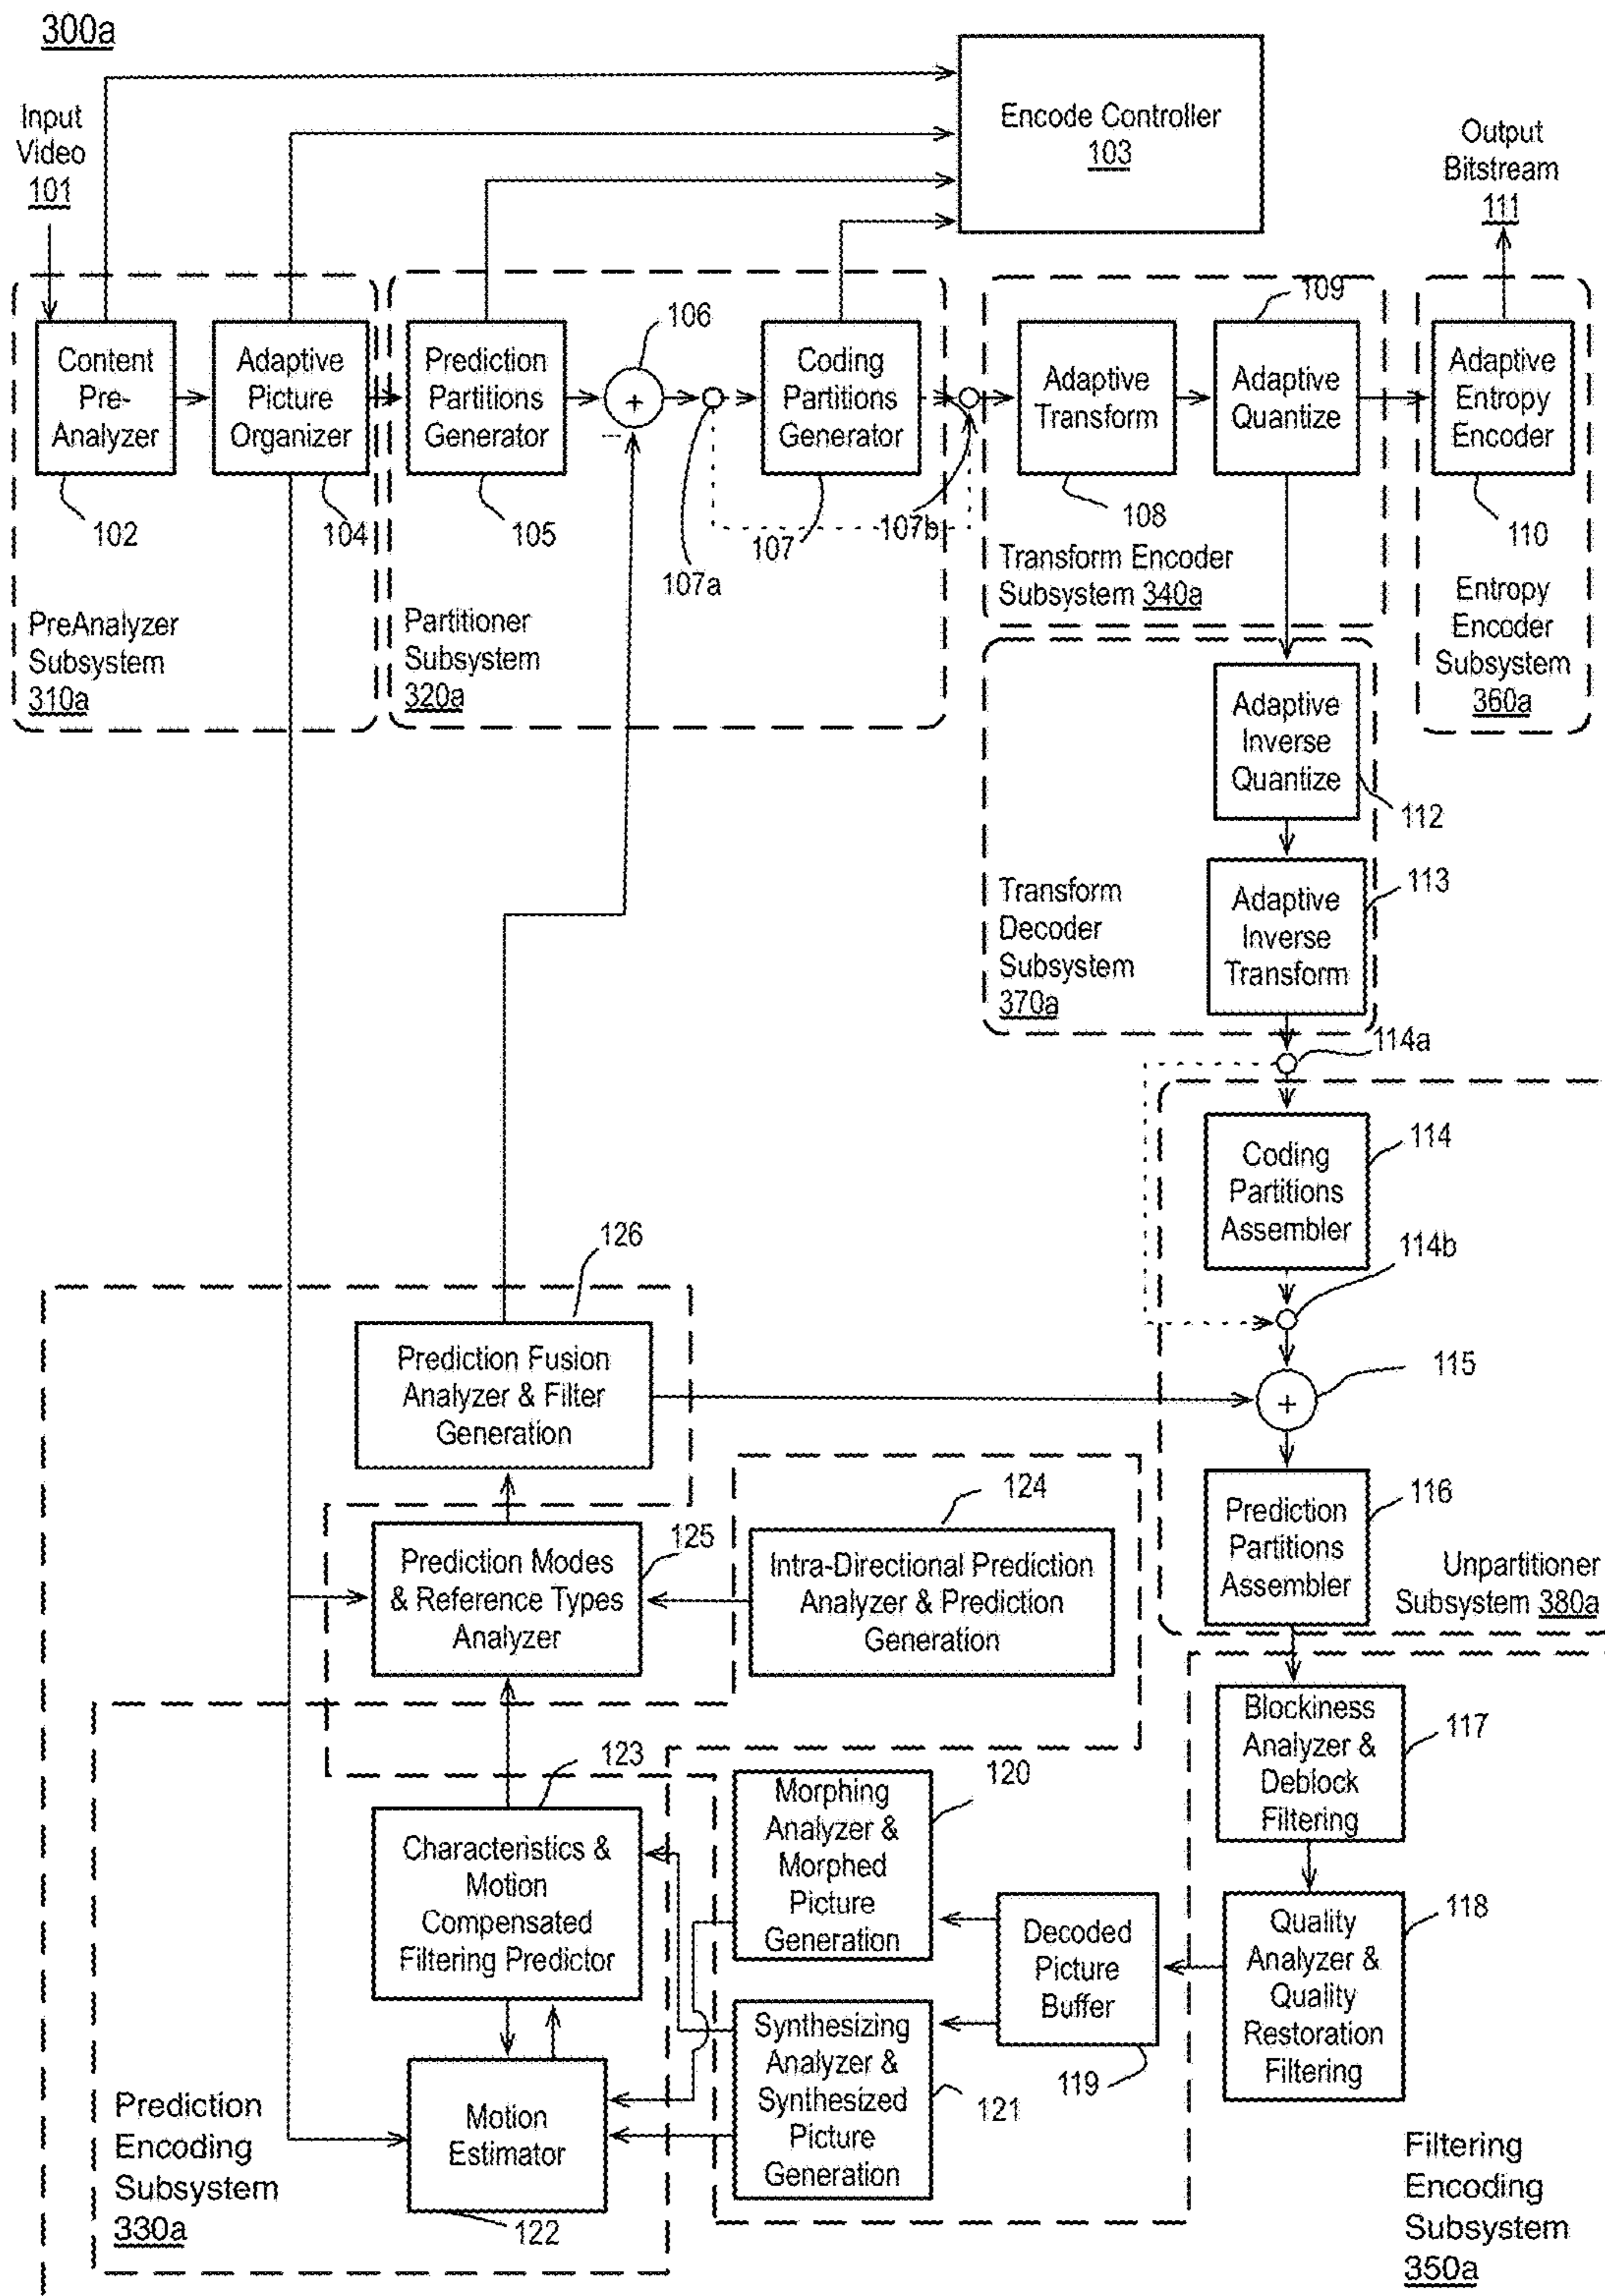 300a
Input
Video
101
Encode Controller
103
Output
Bitstream
111
Content
Pre-
Analyzer
102
Adaptive
Picture
Organizer
104
Prediction
Partitions
Generator
105
106
+
107a
Coding
Partitions
Generator
107
107b
Adaptive
Transform
108
109
Adaptive
Quantize
Adaptive
Entropy
Encoder
110
PreAnalyzer
Subsystem
310a
Partitioner
Subsystem
320a
Transform Encoder
Subsystem 340a
Entropy
Encoder
Subsystem
360a
Adaptive
Inverse
Quantize
112
Adaptive
Inverse
Transform
113
Transform
Decoder
Subsystem
370a
114a
Coding
Partitions
Assembler
114
114b
126
Prediction Fusion
Analyzer & Filter
Generation
+
115
Prediction
Partitions
Assembler
116
Unpartitioner
Subsystem 380a
Prediction Modes
& Reference Types
Analyzer
125
124
Intra-Directional Prediction
Analyzer & Prediction
Generation
Blockiness
Analyzer &
Deblock
Filtering
117
123
Characteristics &
Motion
Compensated
Filtering Predictor
Morphing
Analyzer &
Morphed
Picture
Generation
120
Decoded
Picture
Buffer
119
Quality
Analyzer &
Quality
Restoration
Filtering
118
Synthesizing
Analyzer &
Synthesized
Picture
Generation
121
Motion
Estimator
122
Prediction
Encoding
Subsystem
330a
Filtering
Encoding
Subsystem
350a